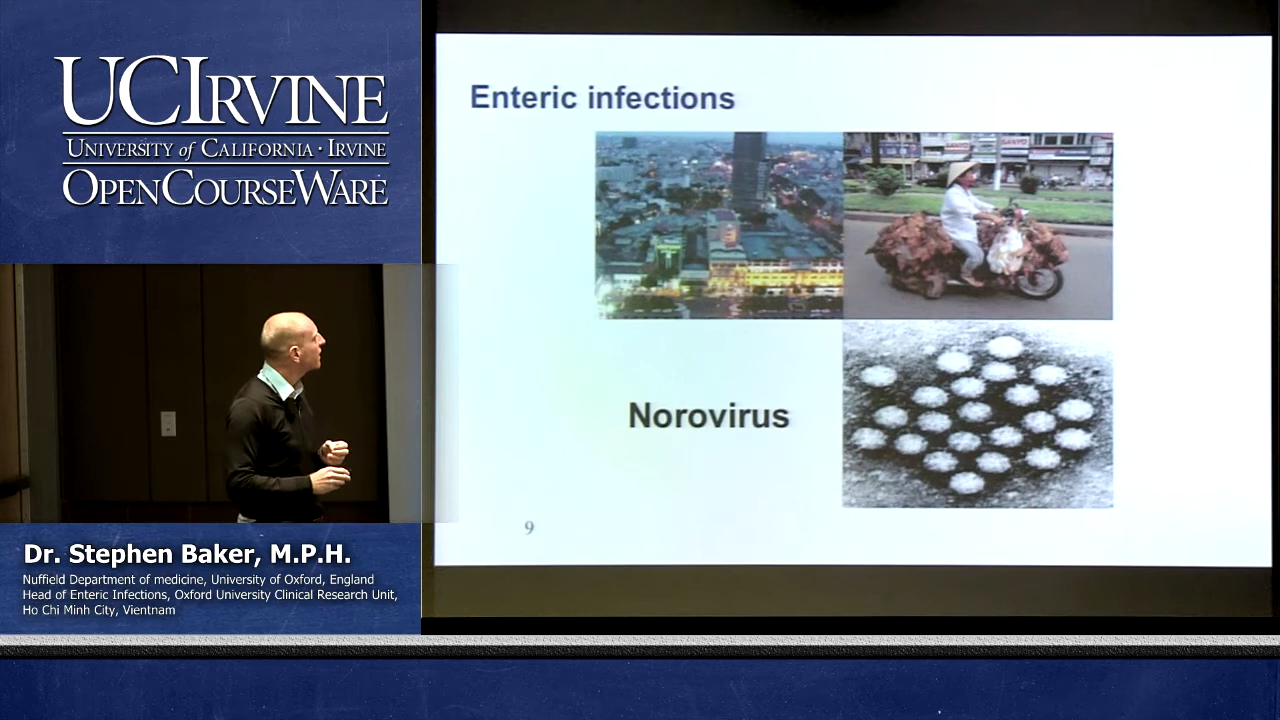 UCIRVINE
UNIVERSITY of CALIFORNIA · IRVINE
OPENCOURSEWARE
Enteric infections
SANYO
Norovirus
9
Dr. Stephen Baker, M.P.H.
Nuffield Department of medicine, University of Oxford, England
Head of Enteric Infections, Oxford University Clinical Research Unit,
Ho Chi Minh City, Vientnam